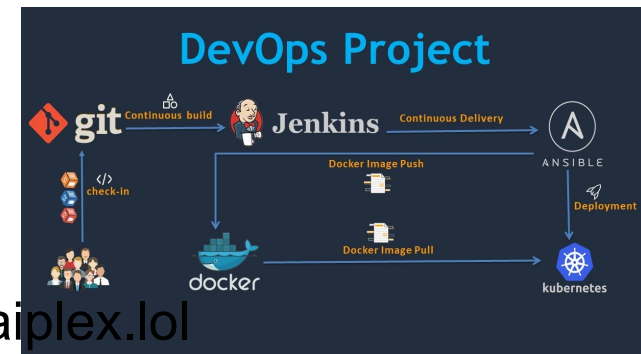 DevOps Project
git
Continuous build
Jenkins
Continuous Delivery
ANSIBLE
</>
check-in
Docker Image Push
Deployment
Docker Image Pull
docker
kubernetes
aiplex.lol